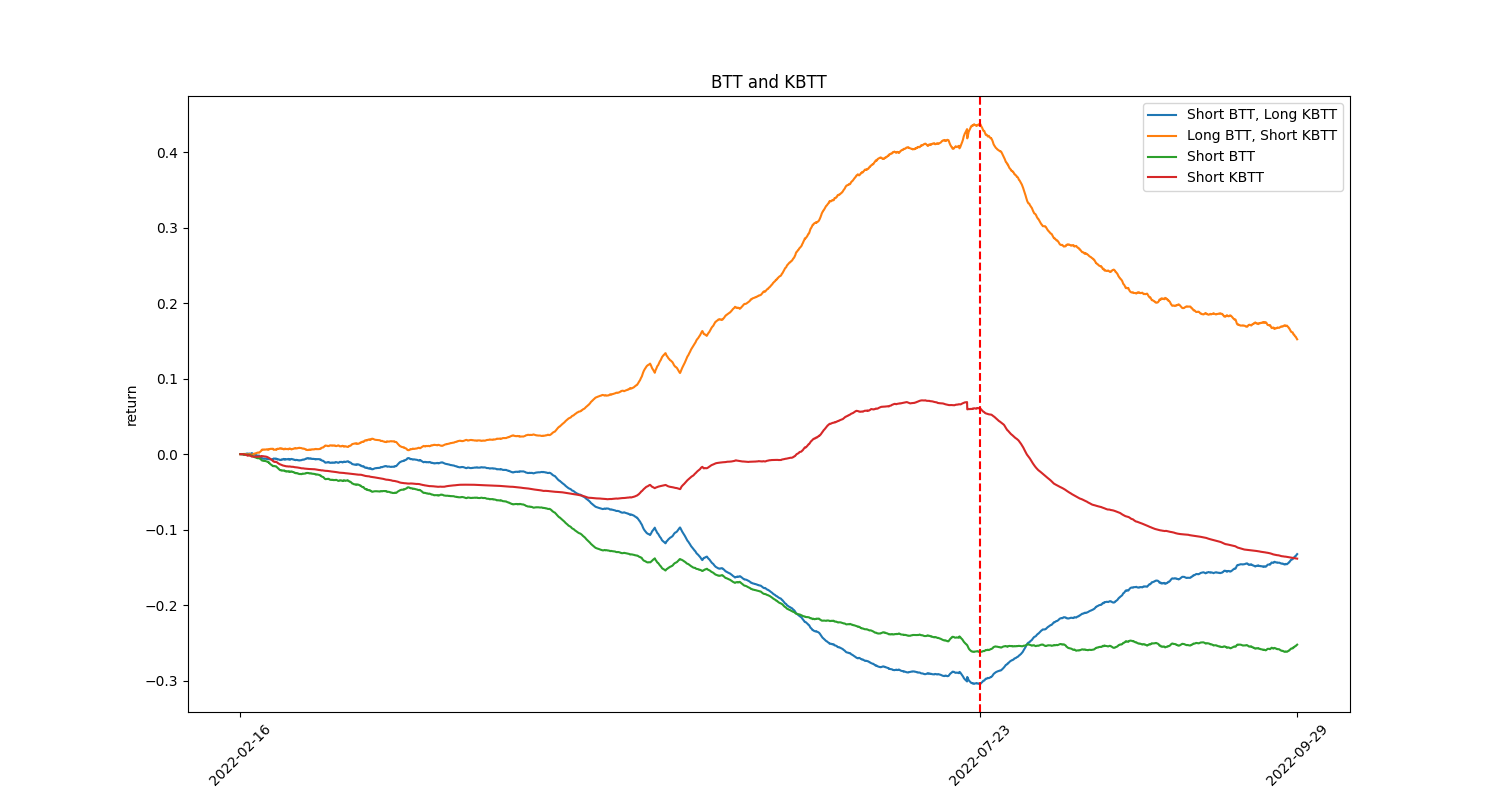 BTT and KBTT
Short BTT, Long KBTT
Long BTT, Short KBTT
Short BTT
Short KBTT
return
0.4
0.3
0.2
0.1
0.0
−0.1
−0.2
−0.3
2022-02-16
2022-07-23
2022-09-29